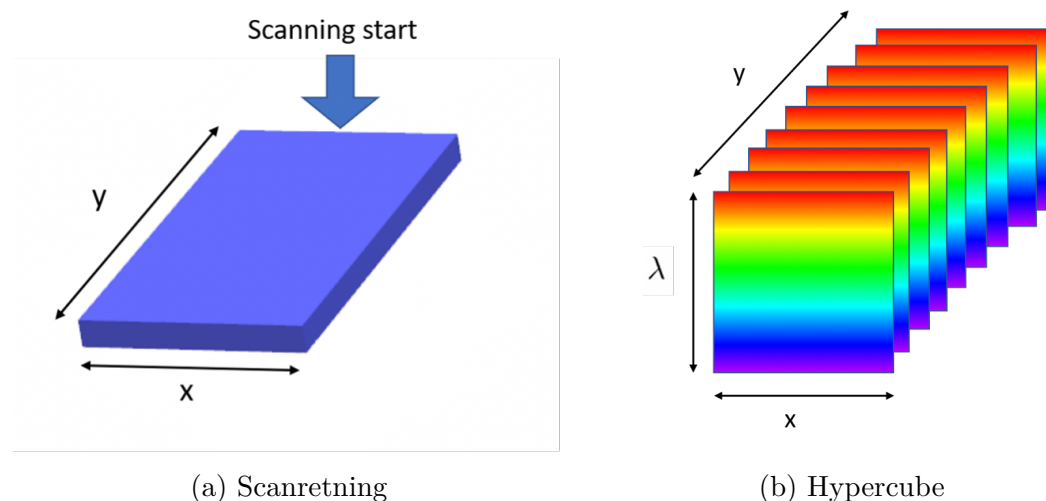 Scanning start
y
x
(a) Scanretning
y
λ
x
(b) Hypercube